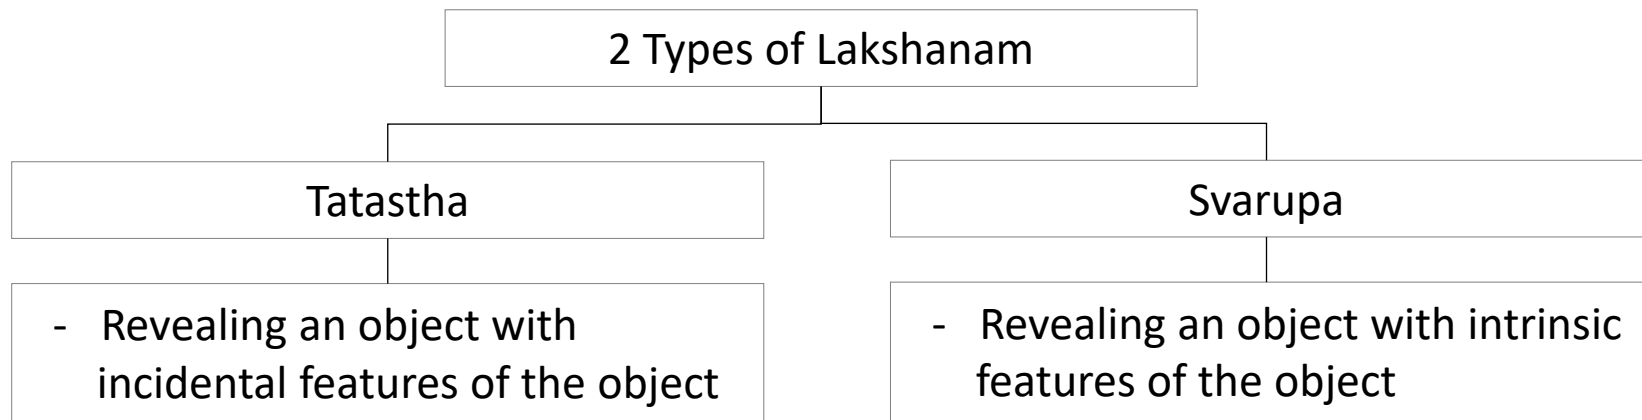 2 Types of Lakshanam
Tatastha
Svarupa
- Revealing an object with
incidental features of the object
- Revealing an object with intrinsic
features of the object